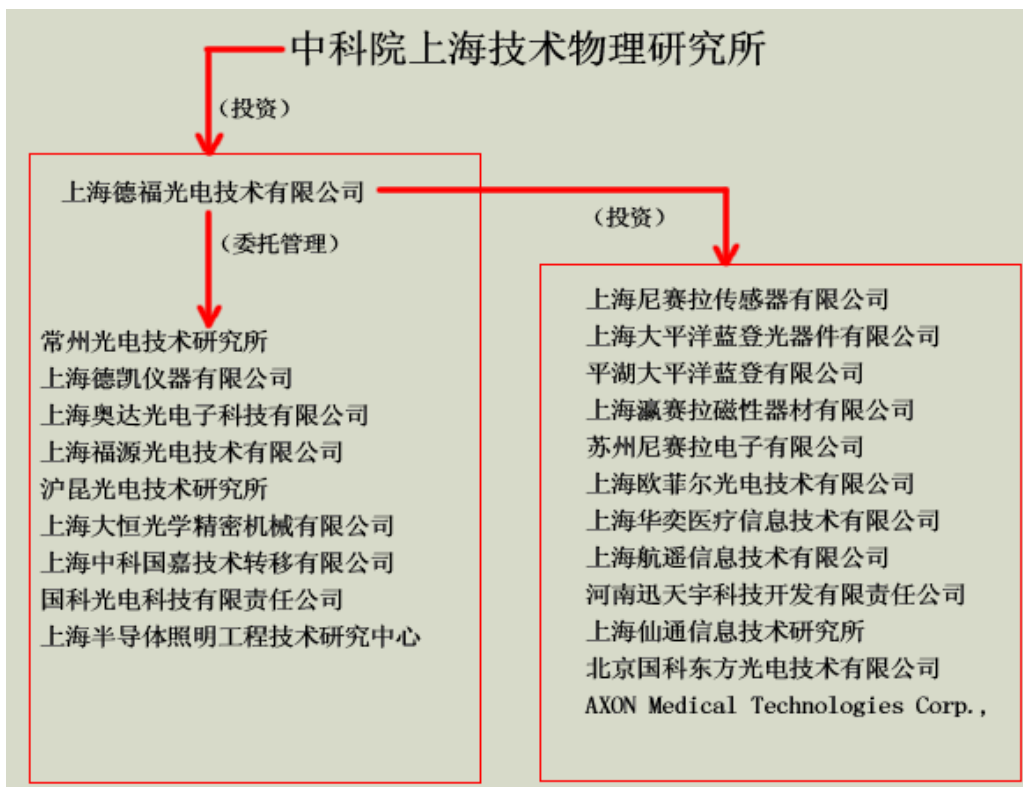 中科院上海技术物理研究所
（投资）
上海德福光电技术有限公司
（委托管理）
常州光电技术研究所
上海德凯仪器有限公司
上海奥达光电子科技有限公司
上海福源光电技术有限公司
沪昆光电技术研究所
上海大恒光学精密机械有限公司
上海中科国嘉技术转移有限公司
国科光电科技有限责任公司
上海半导体照明工程技术研究中心
（投资）
上海尼赛拉传感器有限公司
上海大平洋蓝登光器件有限公司
平湖大平洋蓝登有限公司
上海瀛赛拉磁性器材有限公司
苏州尼赛拉电子有限公司
上海欧菲尔光电技术有限公司
上海华奕医疗信息技术有限公司
上海航遥信息技术有限公司
河南迅天宇科技开发有限责任公司
上海仙通信息技术研究所
北京国科东方光电技术有限公司
AXON Medical Technologies Corp.,